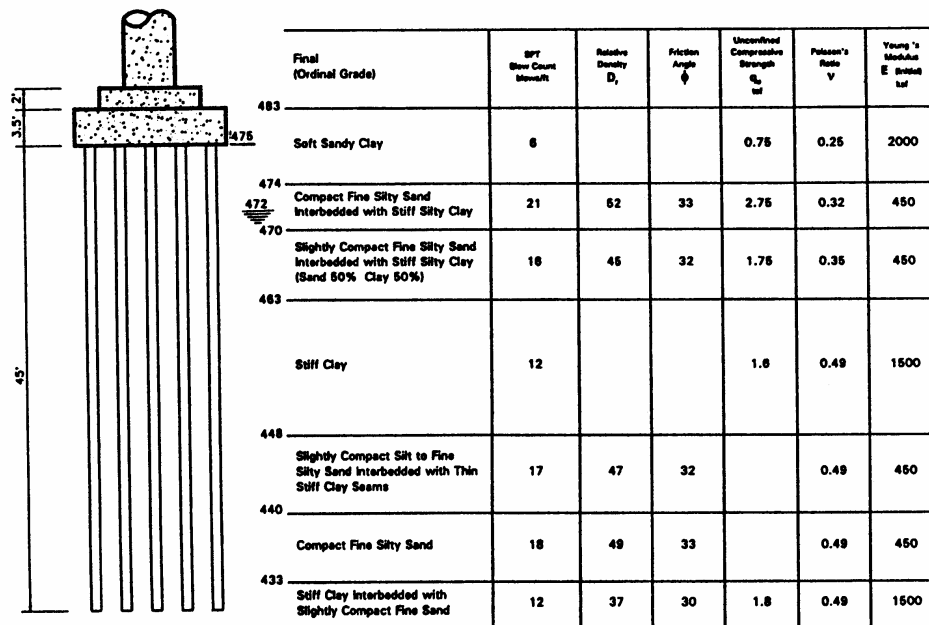 Final
(Ordinal Grade)
SPT
Blow Count
blows/ft
Relative
Density
Dr
Friction
Angle
ϕ
Unconfined
Compressive
Strength
qu
tsf
Poisson's
Ratio
ν
Young's
Modulus
E (Initial)
tsf
3.5' 2'
45'
475
472
483
Soft Sandy Clay 6 0.75 0.25 2000
474
Compact Fine Silty Sand
Interbedded with Stiff Silty Clay 21 52 33 2.75 0.32 450
470
Slightly Compact Fine Silty Sand
Interbedded with Stiff Silty Clay 16 45 32 1.75 0.35 450
(Sand 50% Clay 50%)
463
Stiff Clay 12 1.6 0.49 1500
448
Slightly Compact Silt to Fine
Silty Sand Interbedded with Thin 17 47 32 0.49 450
Stiff Clay Seams
440
Compact Fine Silty Sand 18 49 33 0.49 450
433
Stiff Clay Interbedded with
Slightly Compact Fine Sand 12 37 30 1.8 0.49 1500